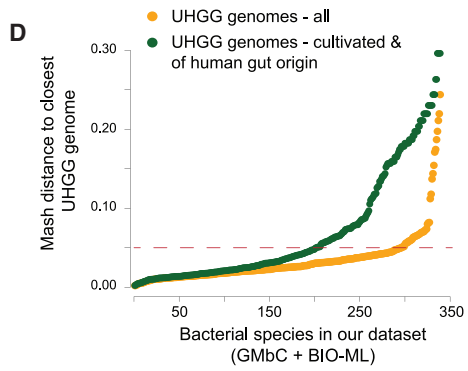 D
UHGG genomes - all
UHGG genomes - cultivated &
of human gut origin
Mash distance to closest
UHGG genome
0.30
0.20
0.10
0.00
50
150
250
350
Bacterial species in our dataset
(GMbC + BIO-ML)